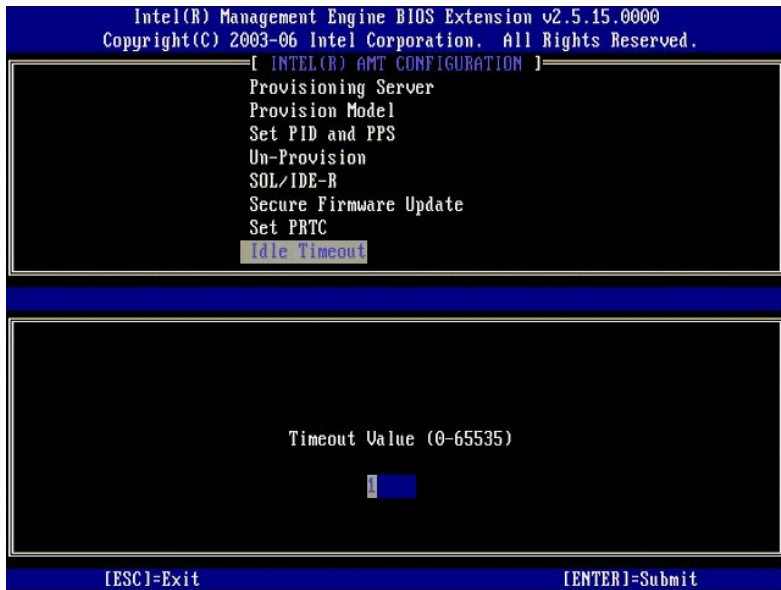 Intel(R) Management Engine BIOS Extension v2.5.15.0000
Copyright(C) 2003-06 Intel Corporation. All Rights Reserved.
[ INTEL(R) AMT CONFIGURATION ]
Provisioning Server
Provision Model
Set PID and PPS
Un-Provision
SOL/IDE-R
Secure Firmware Update
Set PRTC
Idle Timeout
Timeout Value (0-65535)
1
[ESC]=Exit [ENTER]=Submit